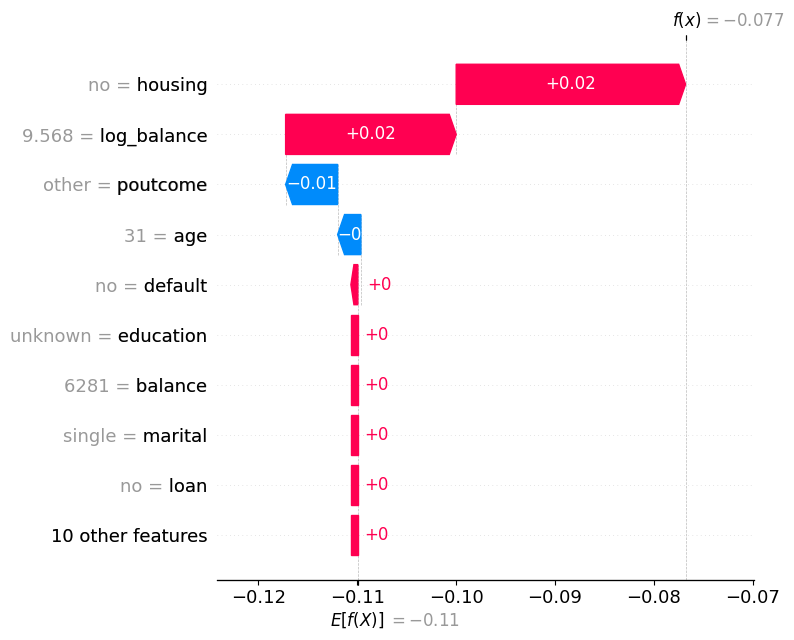 f(x) = −0.077
no = housing
+0.02
9.568 = log_balance
+0.02
other = poutcome
−0.01
31 = age
−0
no = default
+0
unknown = education
+0
6281 = balance
+0
single = marital
+0
no = loan
+0
10 other features
+0
−0.12 −0.11 −0.10 −0.09 −0.08 −0.07
E[f(X)] = −0.11